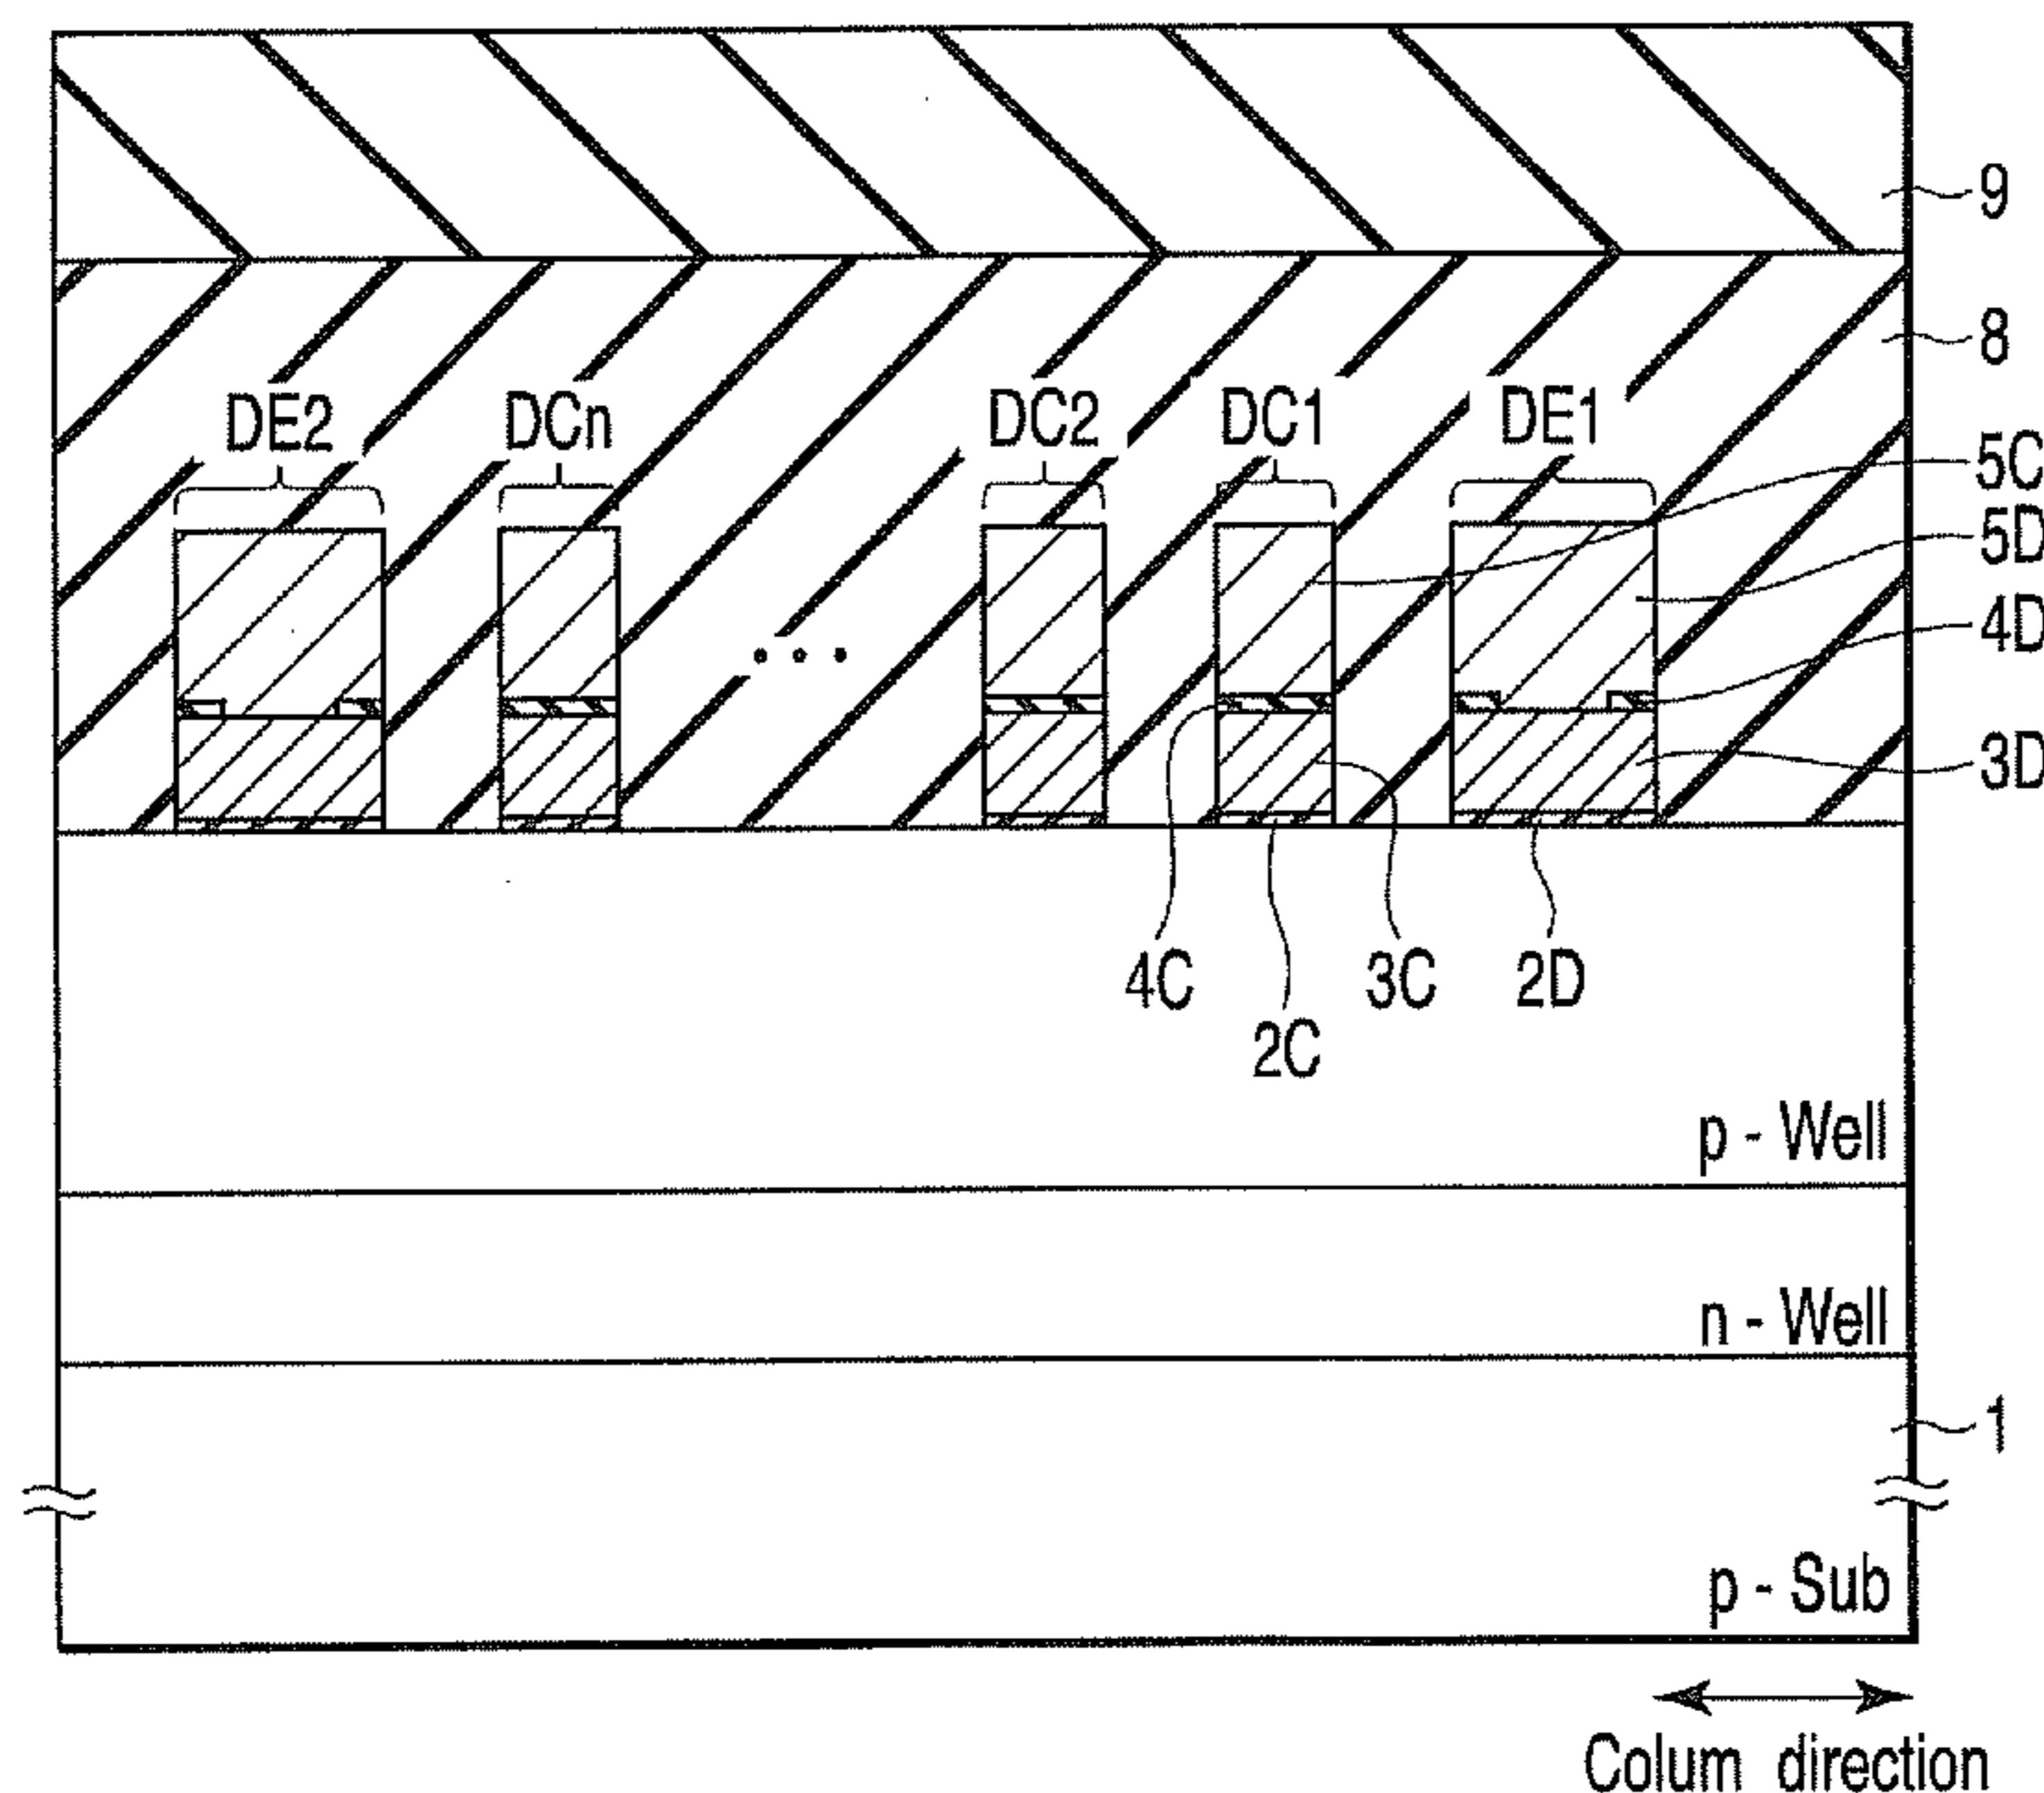 9
8
DE2 DCn DC2 DC1 DE1
5C
5D
4D
3D
4C 3C 2D
2C
p - Well
n - Well
1
p - Sub
Colum direction